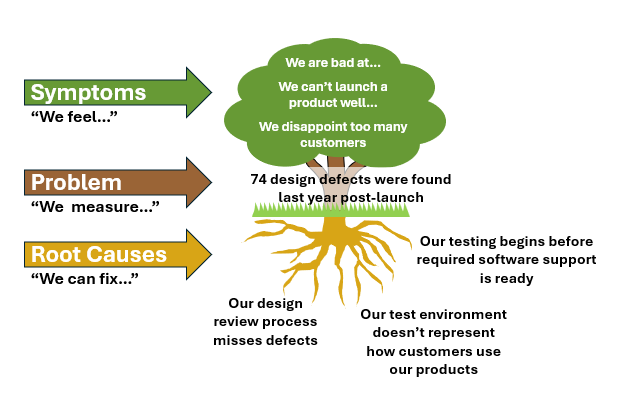 We are bad at...
We can't launch a
product well...
We disappoint too many
customers
Symptoms
“We feel...”
Problem
“We  measure...”
74 design defects were found
last year post-launch
Root Causes
“We can fix...”
Our testing begins before
required software support
is ready
Our design
review process
misses defects
Our test environment
doesn't represent
how customers use
our products